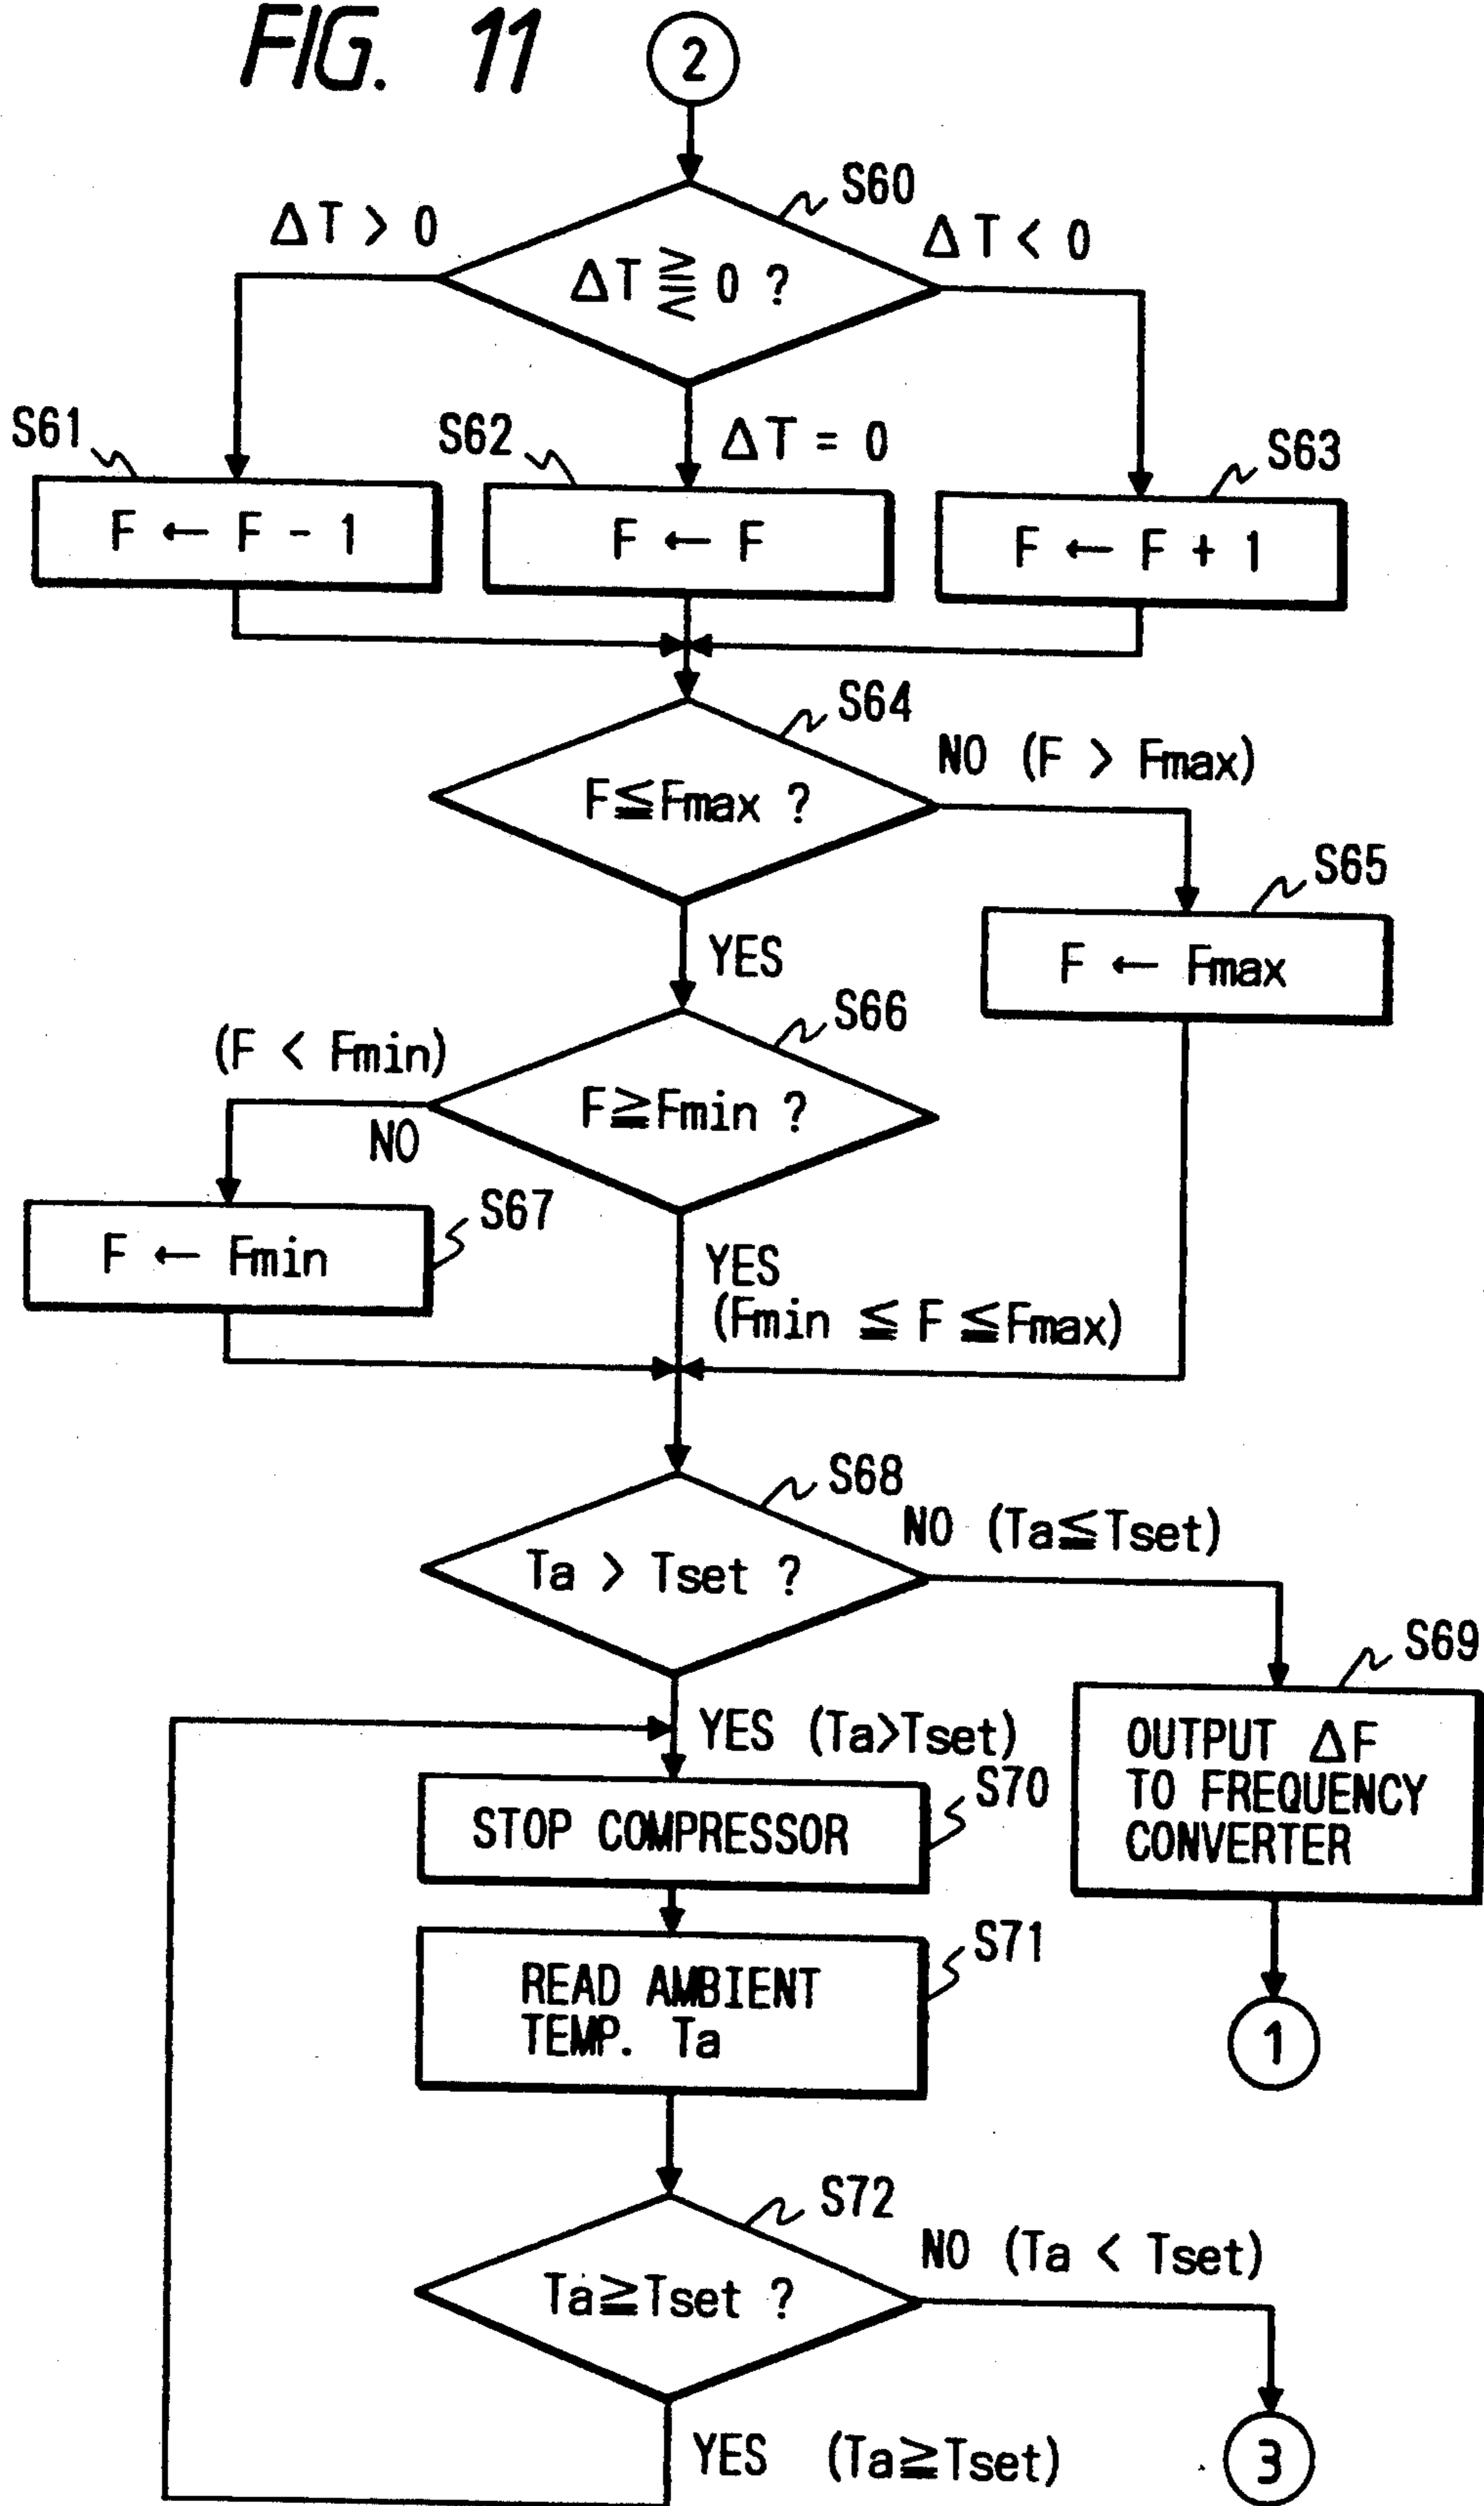 FIG. 11
2
S60
ΔT > 0
ΔT < 0
ΔT ⪌ 0 ?
S61
S62
ΔT = 0
S63
F ← F - 1
F ← F
F ← F + 1
S64
NO (F > Fmax)
F≦Fmax ?
S65
YES
F ← Fmax
S66
(F < Fmin)
F≧Fmin ?
NO
S67
F ← Fmin
YES
(Fmin ≦ F ≦Fmax)
S68
NO (Ta≦Tset)
Ta > Tset ?
S69
YES (Ta>Tset)
OUTPUT ΔF
TO FREQUENCY
CONVERTER
S70
STOP COMPRESSOR
S71
READ AMBIENT
TEMP. Ta
1
S72
NO (Ta < Tset)
Ta≧Tset ?
YES (Ta≧Tset)
3